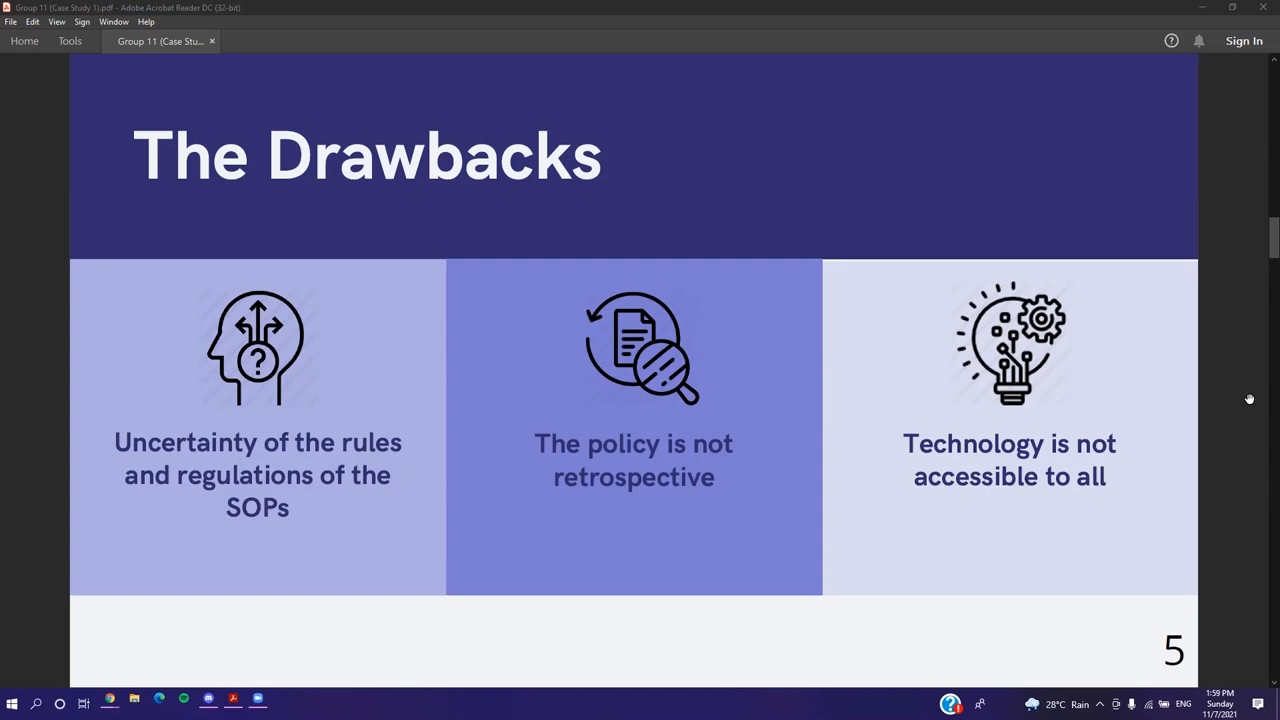 Group 11 (Case Study 1).pdf - Adobe Acrobat Reader DC (32-bit)
File Edit View Sign Window Help
Home Tools Group 11 (Case Stu... × ? Sign In
The Drawbacks
?
Uncertainty of the rules
and regulations of the
SOPs
The policy is not
retrospective
Technology is not
accessible to all
5
28°C Rain ENG
1:59 PM
Sunday
11/7/2021